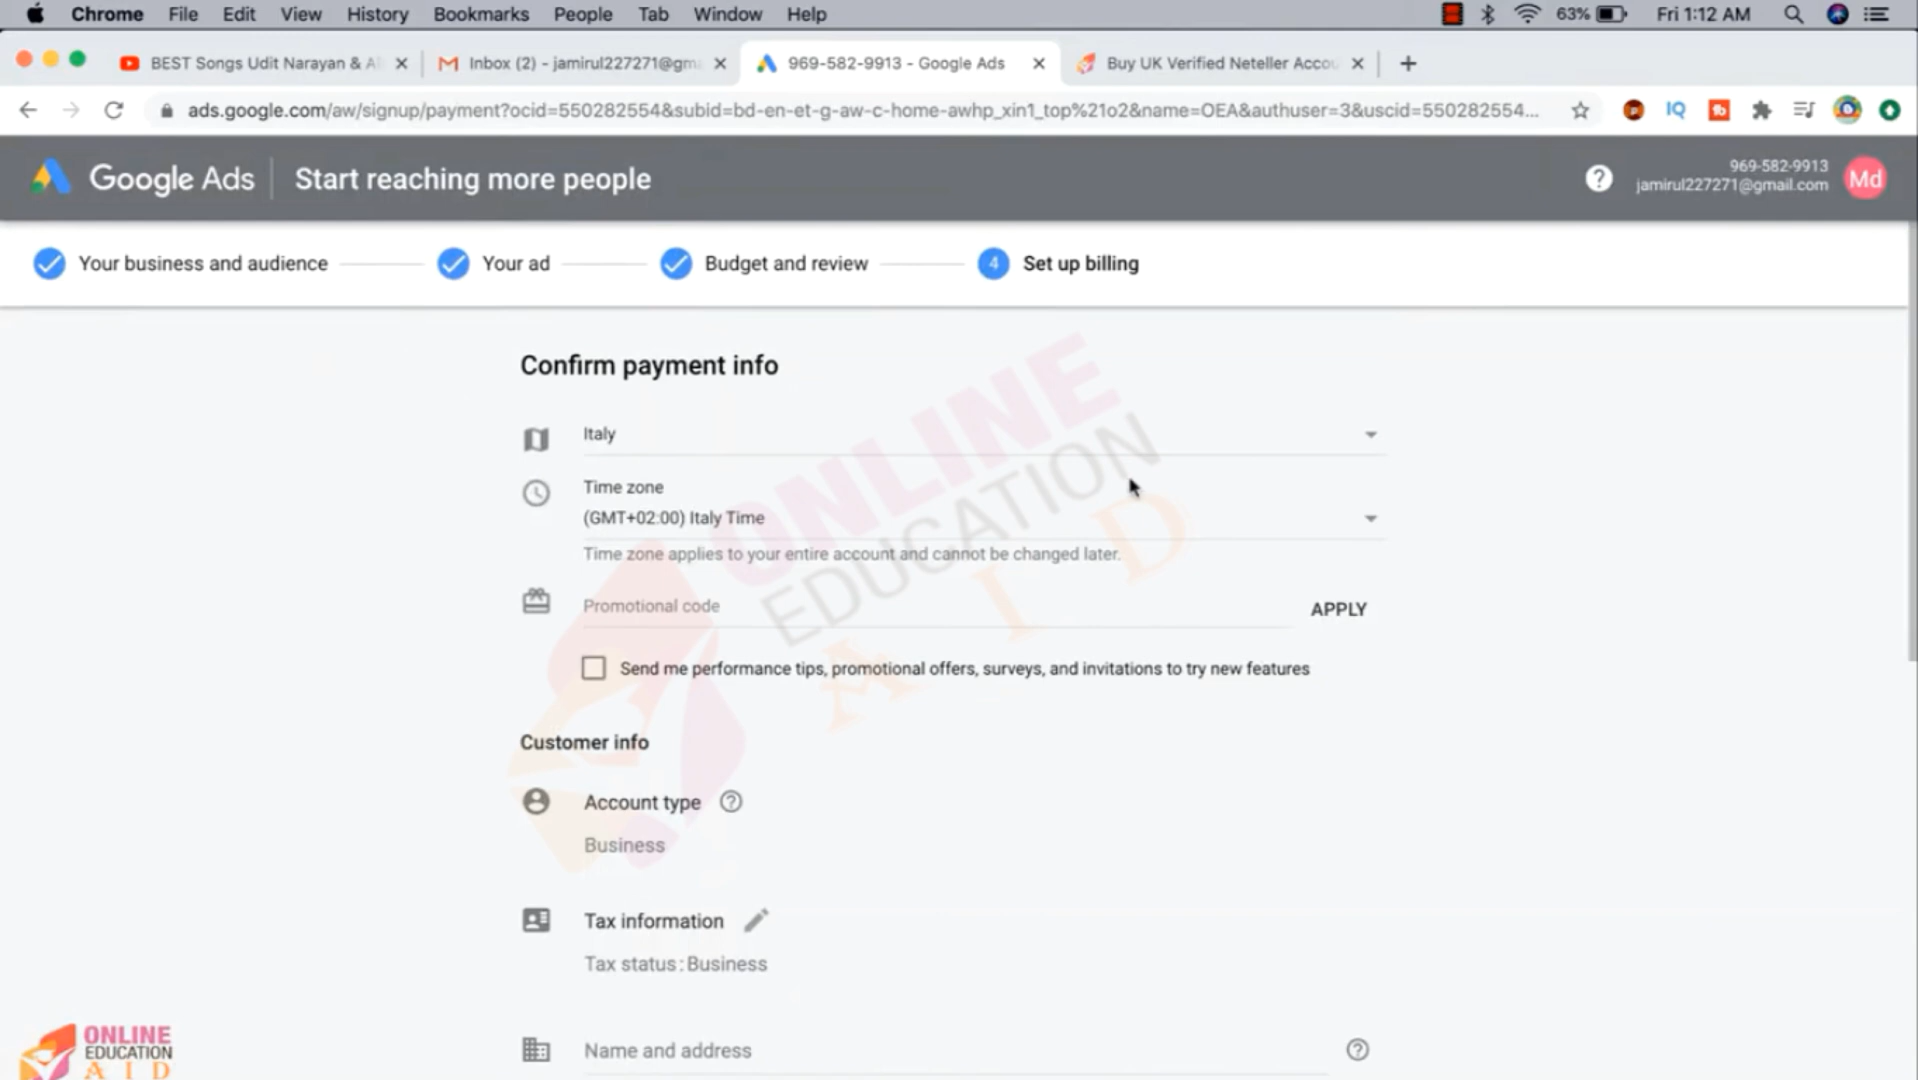 Chrome File Edit View History Bookmarks People Tab Window Help 63% Fri 1:12 AM
BEST Songs Udit Narayan & Al Inbox (2) - jamirul227271@gma 969-582-9913 - Google Ads Buy UK Verified Neteller Accou
ads.google.com/aw/signup/payment?ocid=550282554&subid=bd-en-et-g-aw-c-home-awhp_xin1_top%21o2&name=OEA&authuser=3&uscid=550282554... IQ
Google Ads Start reaching more people
969-582-9913
jamirul227271@gmail.com Md
Your business and audience Your ad Budget and review 4 Set up billing
Confirm payment info
Italy
Time zone
(GMT+02:00) Italy Time
Time zone applies to your entire account and cannot be changed later.
Promotional code APPLY
Send me performance tips, promotional offers, surveys, and invitations to try new features
Customer info
Account type
Business
Tax information
Tax status: Business
Name and address
ONLINE
EDUCATION
AID
ONLINE
EDUCATION
AID